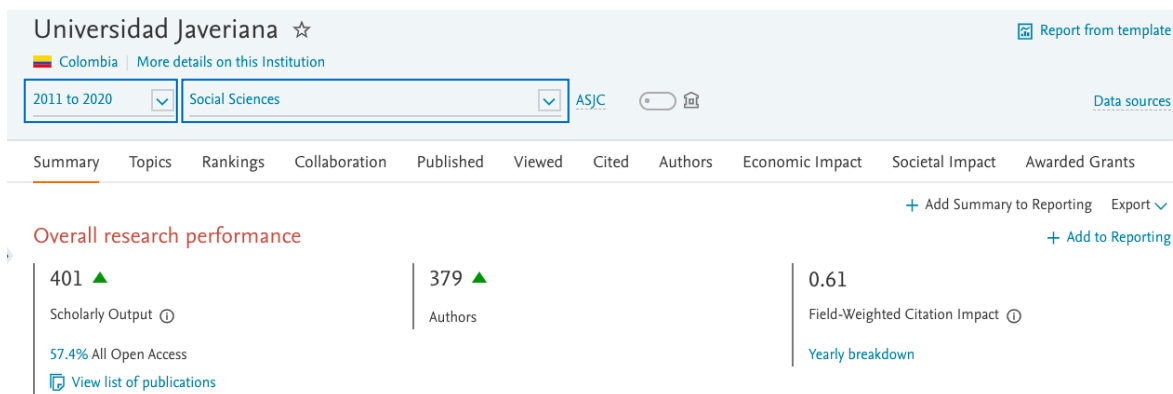 Universidad Javeriana
Report from template
Colombia | More details on this Institution
2011 to 2020
Social Sciences
ASJC
Data sources
Summary Topics Rankings Collaboration Published Viewed Cited Authors Economic Impact Societal Impact Awarded Grants
+ Add Summary to Reporting Export
Overall research performance
+ Add to Reporting
401 379 0.61
Scholarly Output Authors Field-Weighted Citation Impact
57.4% All Open Access Yearly breakdown
View list of publications